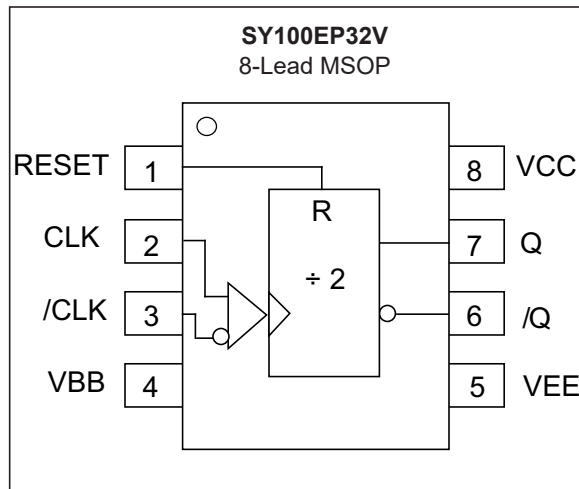 SY100EP32V
8-Lead MSOP
RESET 1 8 VCC
R
CLK 2 7 Q
÷ 2
/CLK 3 6 /Q
VBB 4 5 VEE